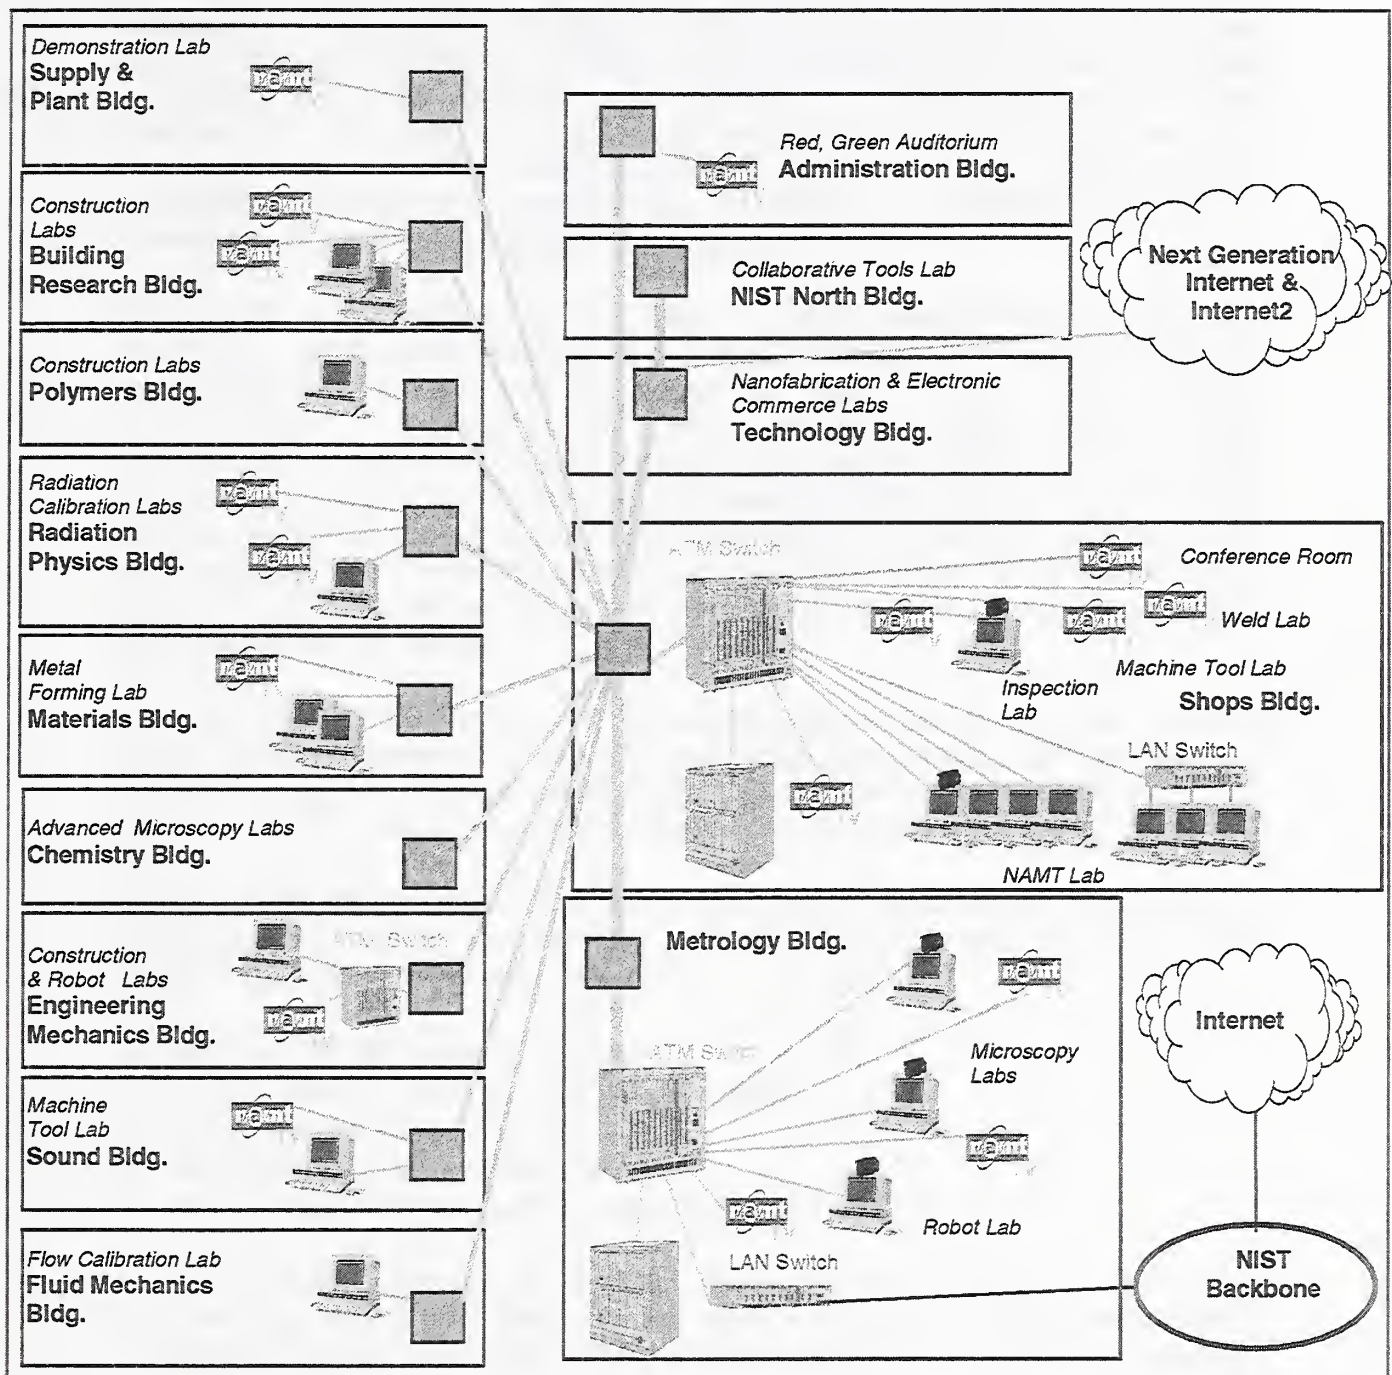 Demonstration Lab
Supply &
Plant Bldg.
Construction
Labs
Building
Research Bldg.
Construction Labs
Polymers Bldg.
Radiation
Calibration Labs
Radiation
Physics Bldg.
Metal
Forming Lab
Materials Bldg.
Advanced Microscopy Labs
Chemistry Bldg.
Construction
& Robot Labs
Engineering
Mechanics Bldg.
ATM Switch
Machine
Tool Lab
Sound Bldg.
Flow Calibration Lab
Fluid Mechanics
Bldg.
Red, Green Auditorium
Administration Bldg.
Collaborative Tools Lab
NIST North Bldg.
Nanofabrication & Electronic
Commerce Labs
Technology Bldg.
Next Generation
Internet &
Internet2
ATM Switch
Conference Room
Weld Lab
Machine Tool Lab
Inspection
Lab
Shops Bldg.
LAN Switch
NAMT Lab
Metrology Bldg.
ATM Switch
Microscopy
Labs
Robot Lab
LAN Switch
Internet
NIST
Backbone